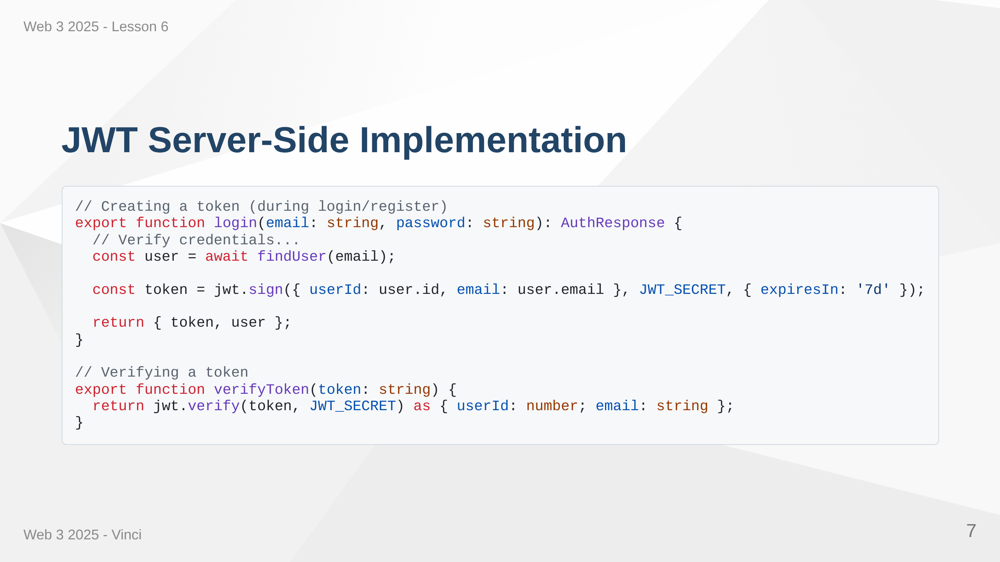 Web 3 2025 - Lesson 6
JWT Server-Side Implementation
// Creating a token (during login/register)
export function login(email: string, password: string): AuthResponse {
  // Verify credentials...
  const user = await findUser(email);
  const token = jwt.sign({ userId: user.id, email: user.email }, JWT_SECRET, { expiresIn: '7d' });
  return { token, user };
}
// Verifying a token
export function verifyToken(token: string) {
  return jwt.verify(token, JWT_SECRET) as { userId: number; email: string };
}
Web 3 2025 - Vinci
7